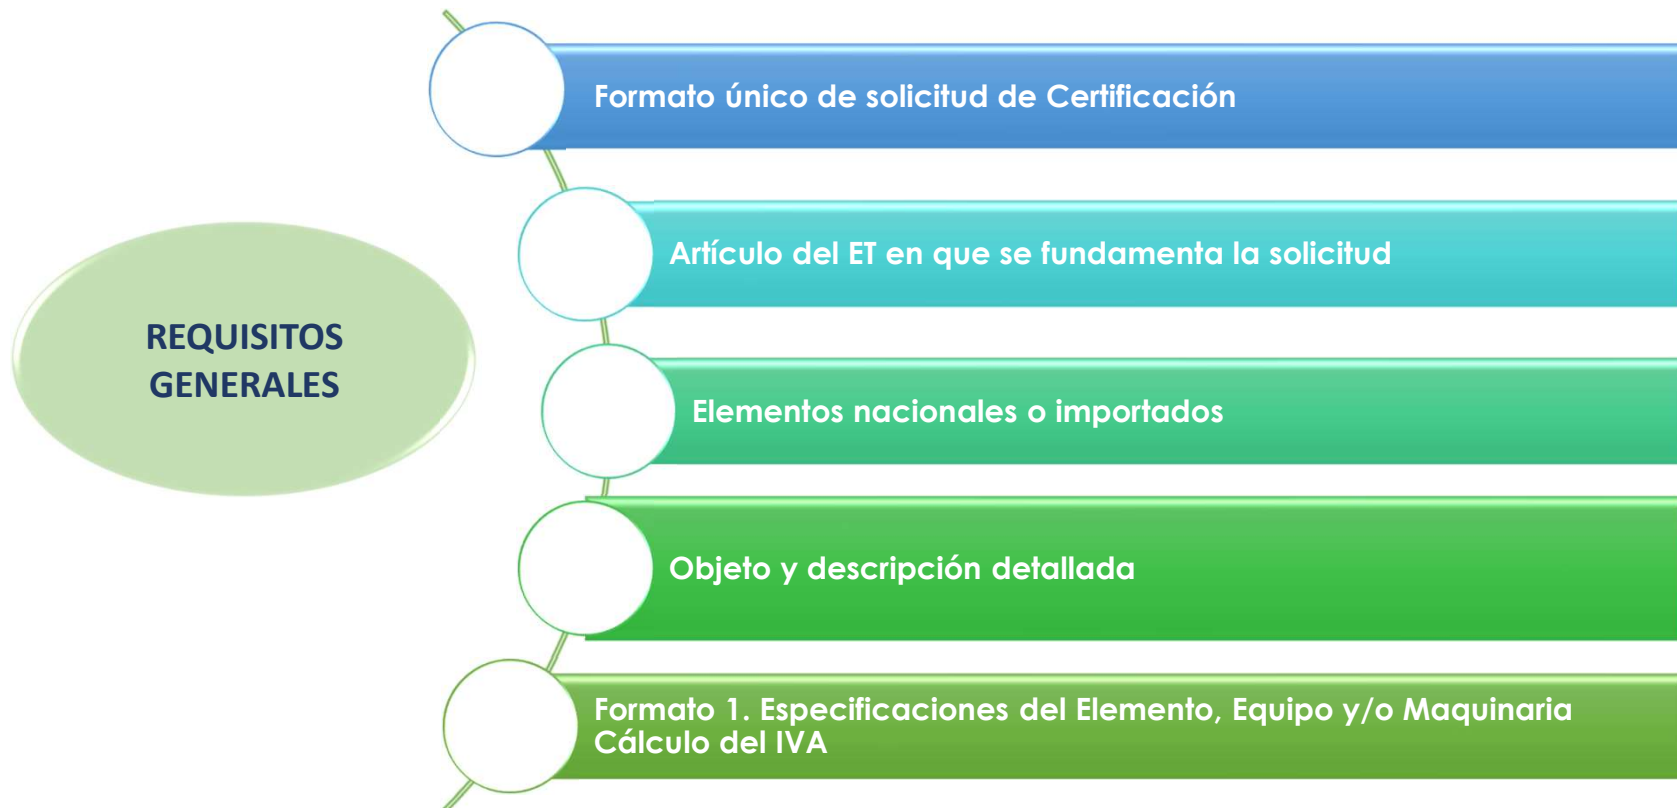 REQUISITOS
GENERALES
Formato único de solicitud de Certificación
Artículo del ET en que se fundamenta la solicitud
Elementos nacionales o importados
Objeto y descripción detallada
Formato 1. Especificaciones del Elemento, Equipo y/o Maquinaria
Cálculo del IVA